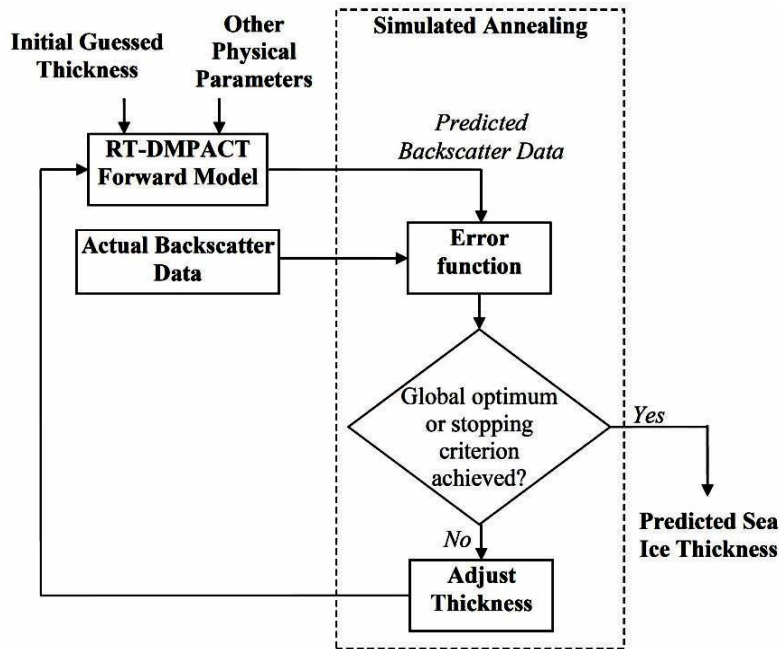 Initial Guessed
Thickness
Other
Physical
Parameters
Simulated Annealing
RT-DMPACT
Forward Model
Predicted
Backscatter Data
Actual Backscatter
Data
Error
function
Global optimum
or stopping
criterion
achieved?
Yes
No
Predicted Sea
Ice Thickness
Adjust
Thickness